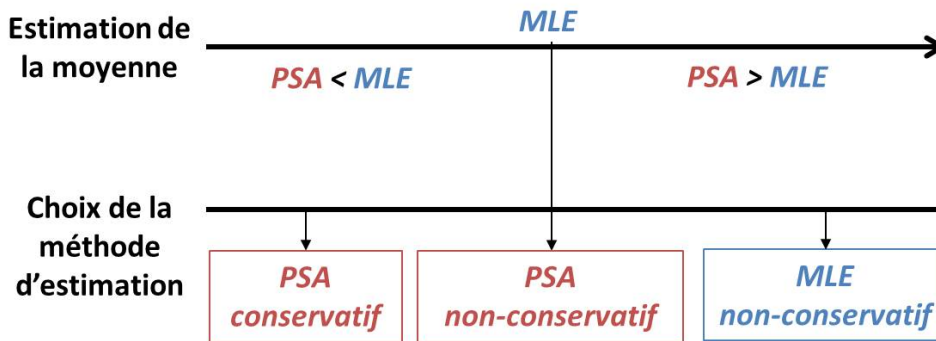 Estimation de
la moyenne
MLE
PSA < MLE
PSA > MLE
Choix de la
méthode
d'estimation
PSA
conservatif
PSA
non-conservatif
MLE
non-conservatif